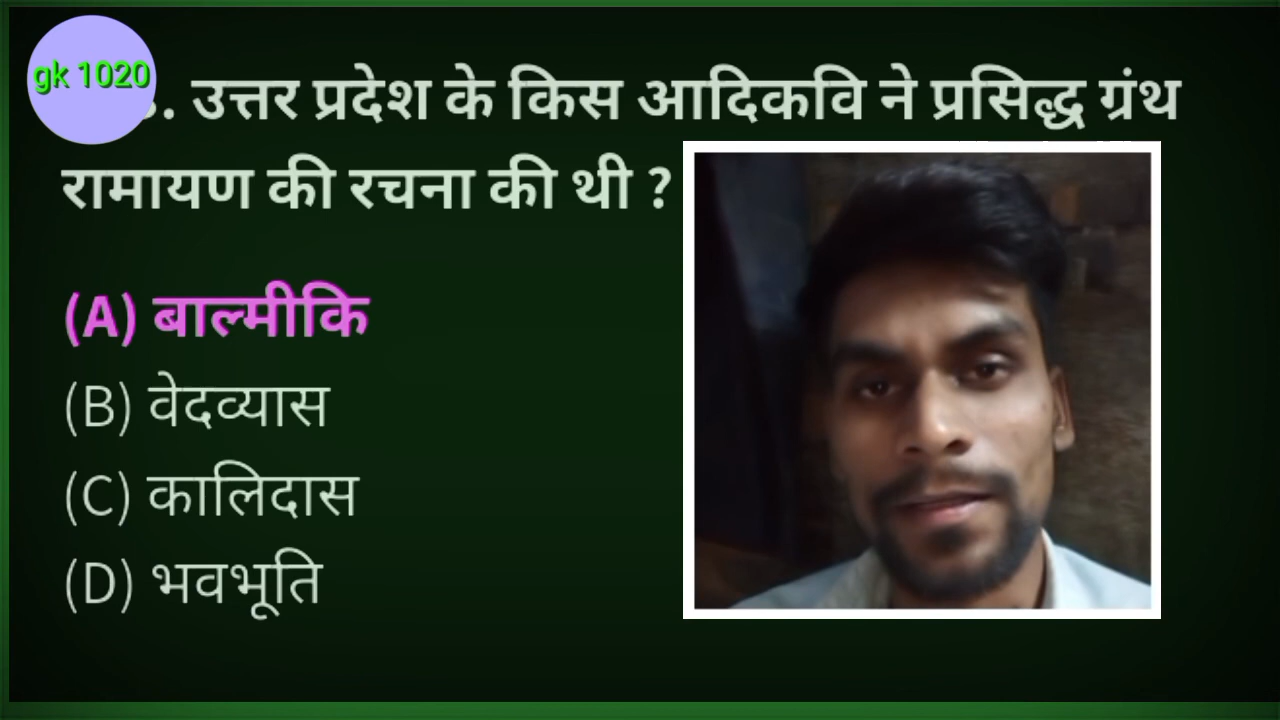 gk 1020
. उत्तर प्रदेश के किस आदिकवि ने प्रसिद्ध ग्रंथ
रामायण की रचना की थी ?
(A) बाल्मीकि
(B) वेदव्यास
(C) कालिदास
(D) भवभूति